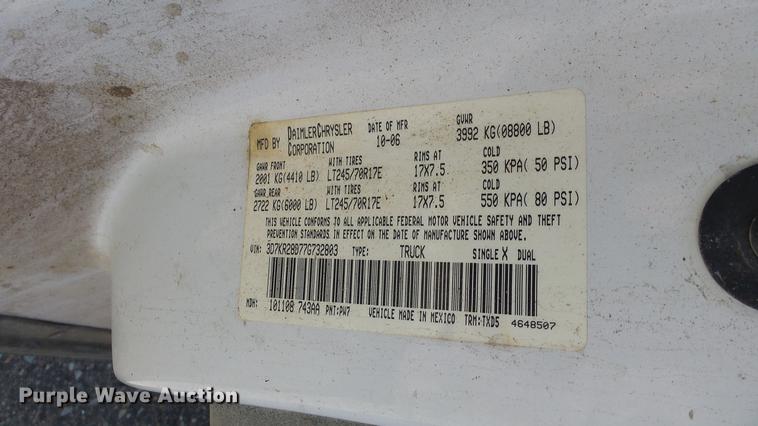 MFD BY DAIMLERCHRYSLER CORPORATION DATE OF MFR 10-06 GVWR 3992 KG(08800 LB)
GAWR FRONT WITH TIRES RIMS AT COLD
2001 KG(4410 LB) LT245/70R17E 17X7.5 350 KPA( 50 PSI)
GAWR REAR WITH TIRES RIMS AT COLD
2722 KG(6000 LB) LT245/70R17E 17X7.5 550 KPA( 80 PSI)
THIS VEHICLE CONFORMS TO ALL APPLICABLE FEDERAL MOTOR VEHICLE SAFETY AND THEFT
PREVENTION STANDARDS IN EFFECT ON THE DATE OF MANUFACTURE SHOWN ABOVE.
VIN: 3D7KR28D77G732803 TYPE: TRUCK SINGLE X DUAL
MDH: 101108 743AA PNT:PW7 VEHICLE MADE IN MEXICO TRM:TXD5 4648507
Purple Wave Auction